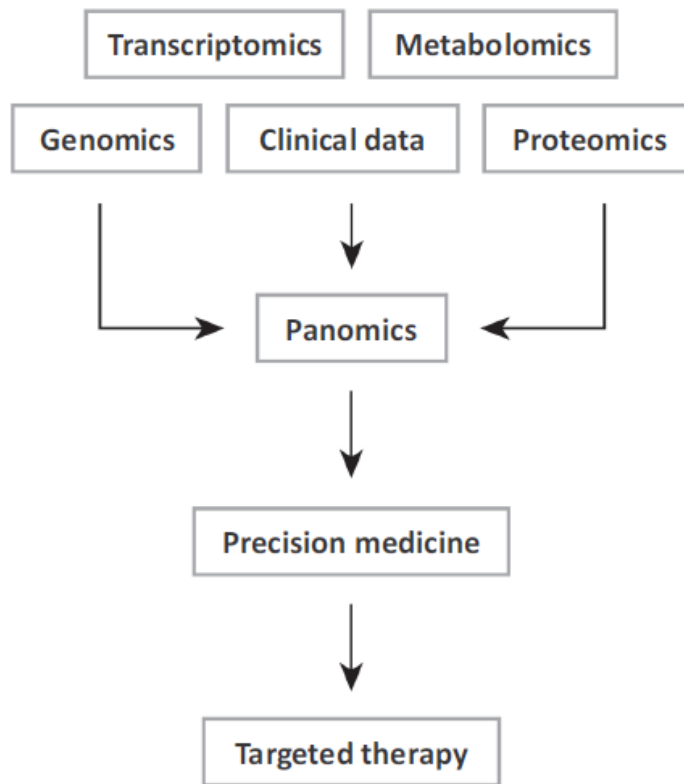 Transcriptomics
Metabolomics
Genomics
Clinical data
Proteomics
Panomics
Precision medicine
Targeted therapy